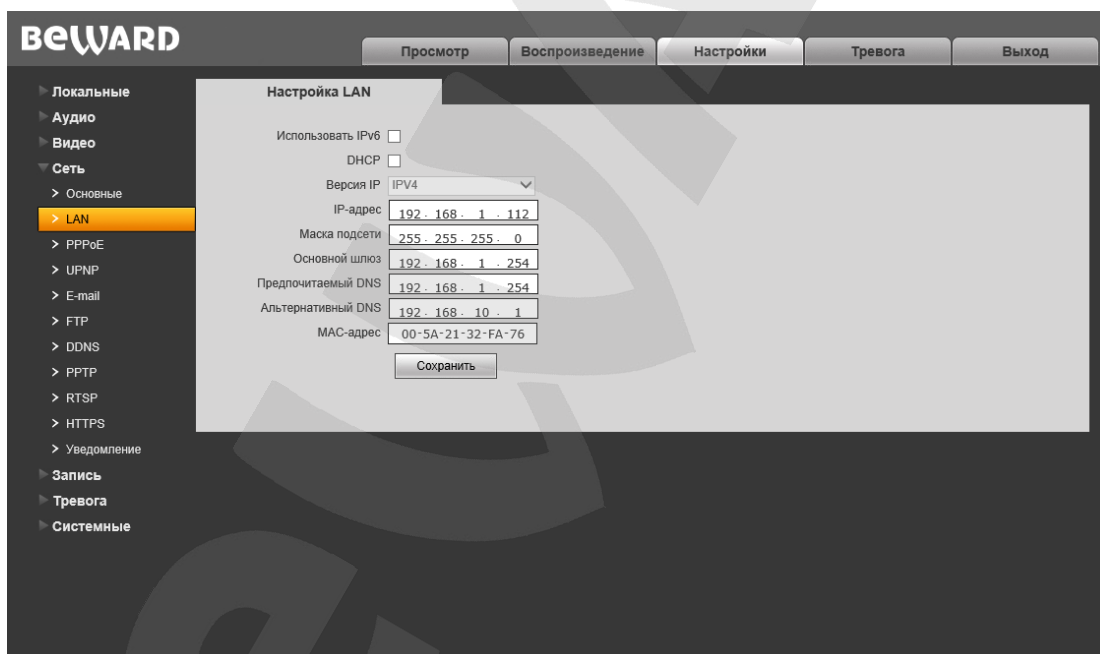 BEWARD
Просмотр Воспроизведение Настройки Тревога Выход
Локальные
Аудио
Видео
Сеть
> Основные
> LAN
> PPPoE
> UPNP
> E-mail
> FTP
> DDNS
> PPTP
> RTSP
> HTTPS
> Уведомление
Запись
Тревога
Системные
Настройка LAN
Использовать IPv6
DHCP
Версия IP IPV4
IP-адрес 192 . 168 . 1 . 112
Маска подсети 255 . 255 . 255 . 0
Основной шлюз 192 . 168 . 1 . 254
Предпочитаемый DNS 192 . 168 . 1 . 254
Альтернативный DNS 192 . 168 . 10 . 1
MAC-адрес 00-5A-21-32-FA-76
Сохранить